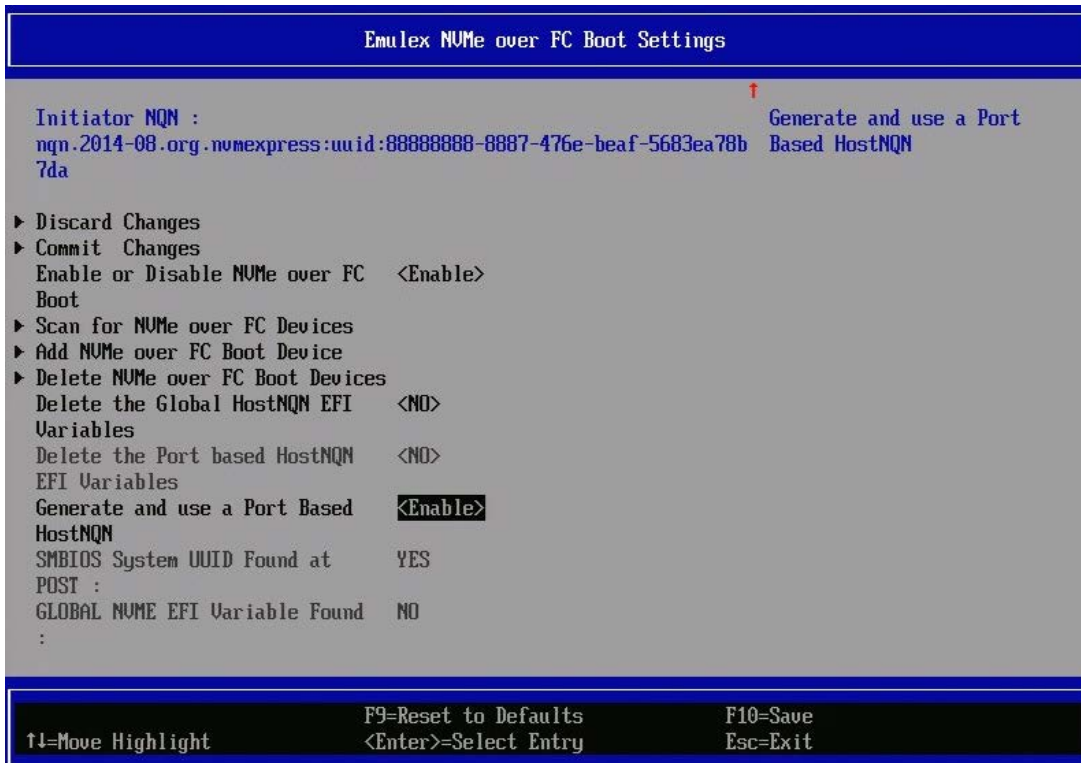 Emulex NVMe over FC Boot Settings
↑
Initiator NQN :
nqn.2014-08.org.nvmexpress:uuid:88888888-8887-476e-beaf-5683ea78b
7da
Generate and use a Port
Based HostNQN
▶ Discard Changes
▶ Commit  Changes
Enable or Disable NVMe over FC <Enable>
Boot
▶ Scan for NVMe over FC Devices
▶ Add NVMe over FC Boot Device
▶ Delete NVMe over FC Boot Devices
Delete the Global HostNQN EFI <NO>
Variables
Delete the Port based HostNQN <NO>
EFI Variables
Generate and use a Port Based <Enable>
HostNQN
SMBIOS System UUID Found at YES
POST :
GLOBAL NVME EFI Variable Found NO
:
F9=Reset to Defaults F10=Save
↑↓=Move Highlight <Enter>=Select Entry Esc=Exit